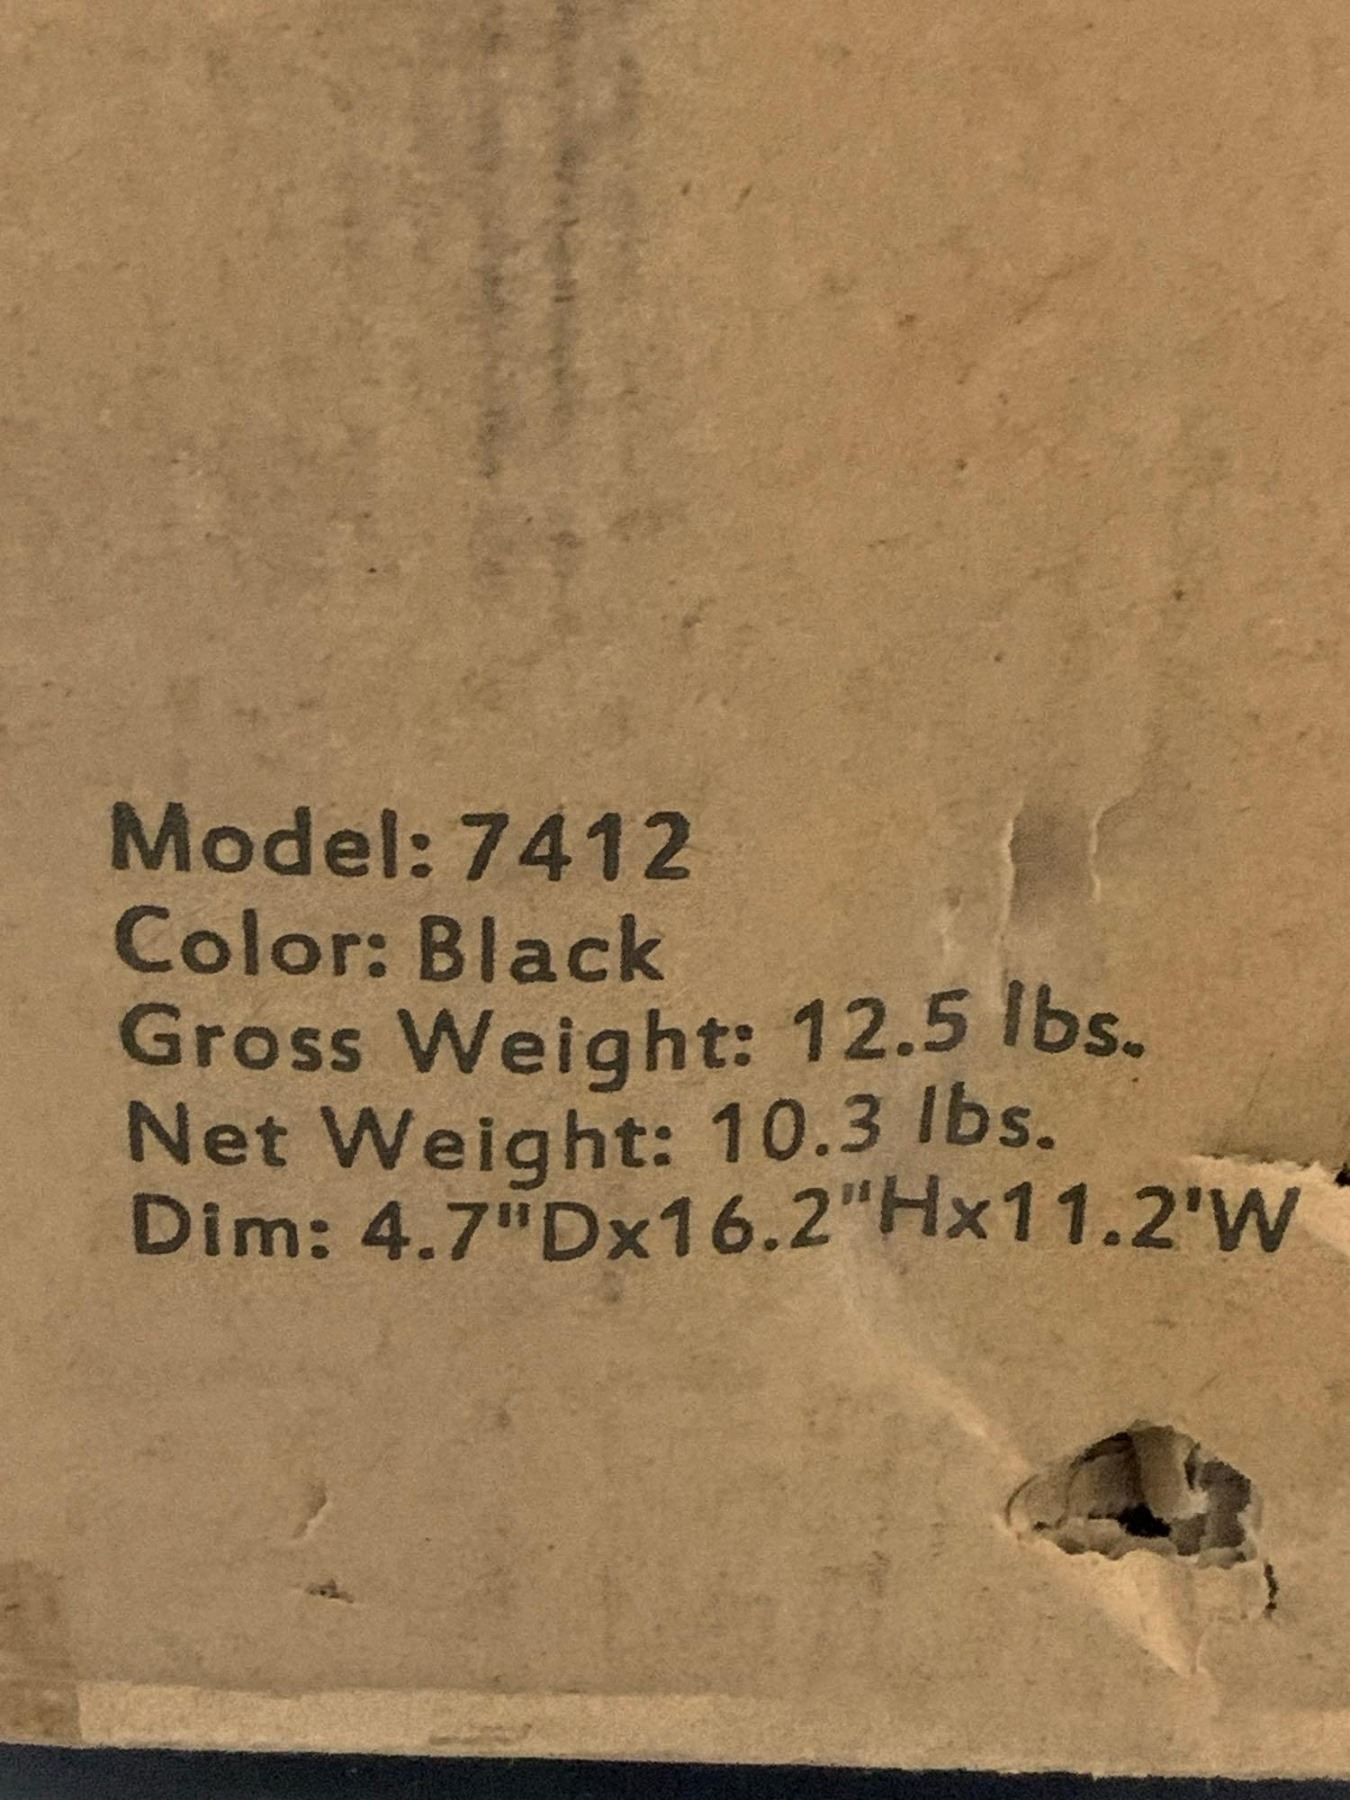 Model: 7412
Color: Black
Gross Weight: 12.5 lbs.
Net Weight: 10.3 lbs.
Dim: 4.7"Dx16.2"Hx11.2'W